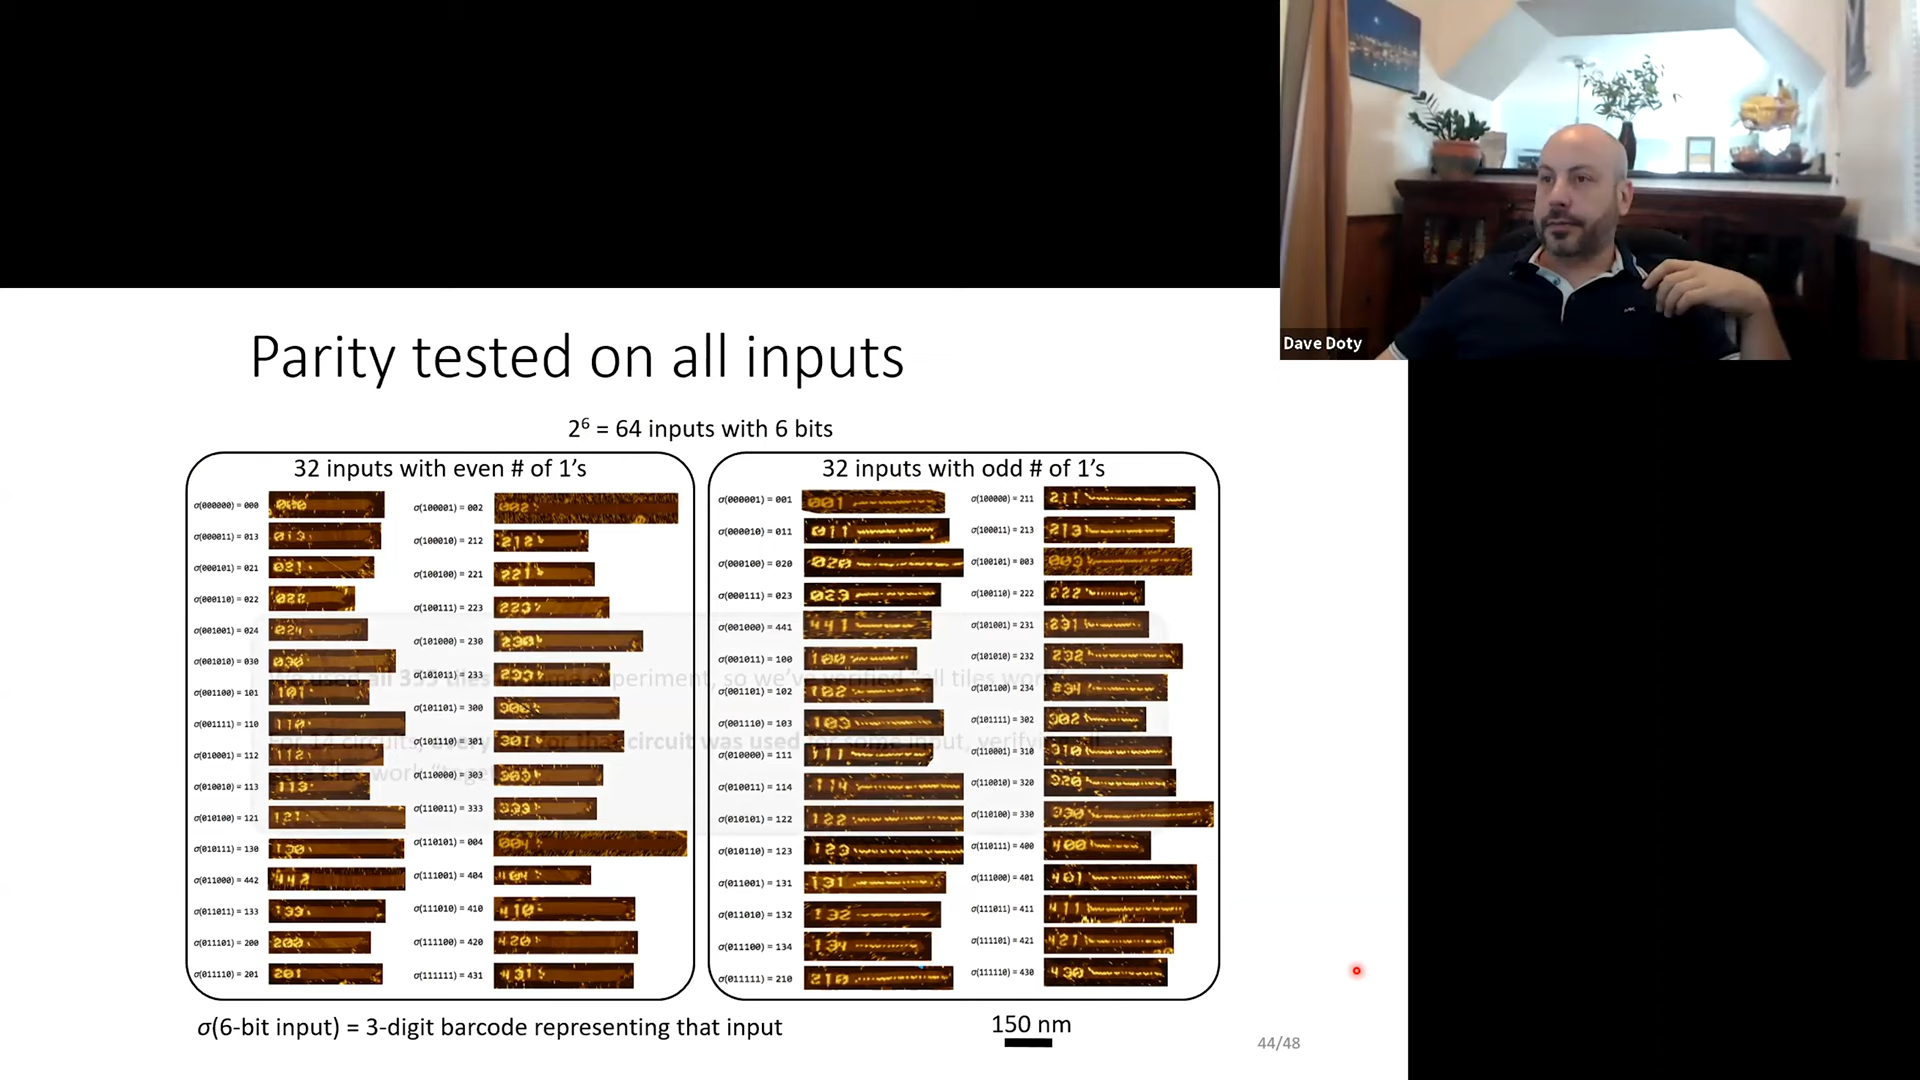 Dave Doty
Parity tested on all inputs
2⁶ = 64 inputs with 6 bits
32 inputs with even # of 1's
σ(000000) = 000
σ(000011) = 013
σ(000101) = 021
σ(000110) = 022
σ(001001) = 024
σ(001010) = 030
σ(001100) = 101
σ(001111) = 110
σ(010001) = 112
σ(010010) = 113
σ(010100) = 121
σ(010111) = 130
σ(011000) = 442
σ(011011) = 133
σ(011101) = 200
σ(011110) = 201
σ(100001) = 002
σ(100010) = 212
σ(100100) = 221
σ(100111) = 223
σ(101000) = 230
σ(101011) = 233
σ(101101) = 300
σ(101110) = 301
σ(110000) = 303
σ(110011) = 333
σ(110101) = 004
σ(111001) = 404
σ(111010) = 410
σ(111100) = 420
σ(111111) = 431
32 inputs with odd # of 1's
σ(000001) = 001
σ(000010) = 011
σ(000100) = 020
σ(000111) = 023
σ(001000) = 441
σ(001011) = 100
σ(001101) = 102
σ(001110) = 103
σ(010000) = 111
σ(010011) = 114
σ(010101) = 122
σ(010110) = 123
σ(011001) = 131
σ(011010) = 132
σ(011100) = 134
σ(011111) = 210
σ(100000) = 211
σ(100011) = 213
σ(100101) = 003
σ(100110) = 222
σ(101001) = 231
σ(101010) = 232
σ(101100) = 234
σ(101111) = 302
σ(110001) = 310
σ(110010) = 320
σ(110100) = 330
σ(110111) = 400
σ(111000) = 401
σ(111011) = 411
σ(111101) = 421
σ(111110) = 430
σ(6-bit input) = 3-digit barcode representing that input
150 nm
44/48